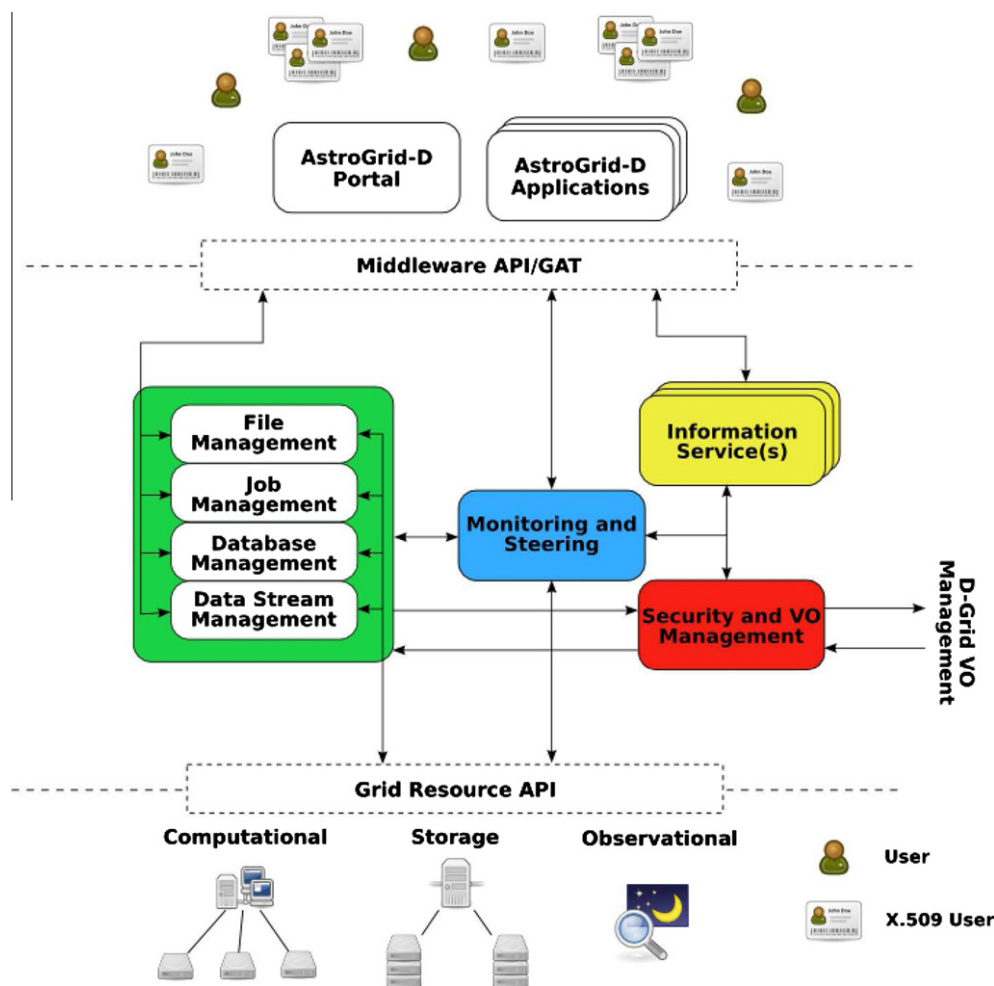 John Doe
John Doe
John Doe
John Doe
John Doe
John Doe
John Doe
John Doe
AstroGrid-D
Portal
AstroGrid-D
Applications
Middleware API/GAT
File
Management
Job
Management
Database
Management
Data Stream
Management
Monitoring and
Steering
Information
Service(s)
Security and VO
Management
D-Grid VO
Management
Grid Resource API
Computational
Storage
Observational
User
John Doe
X.509 User